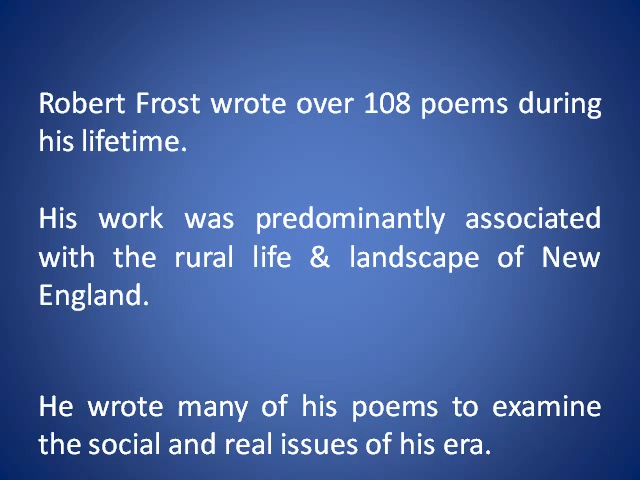 Robert Frost wrote over 108 poems during
his lifetime.
His work was predominantly associated
with the rural life & landscape of New
England.
He wrote many of his poems to examine
the social and real issues of his era.